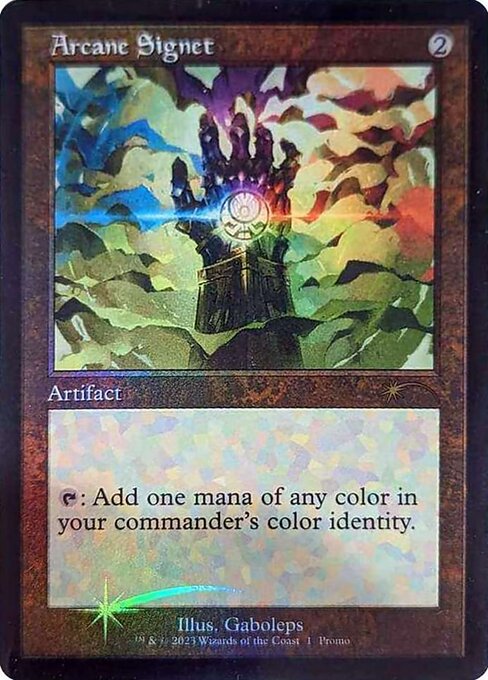 Arcane Signet 2
Artifact
: Add one mana of any color in
your commander's color identity.
Illus. Gaboleps
™ & © 2023 Wizards of the Coast 1 Promo